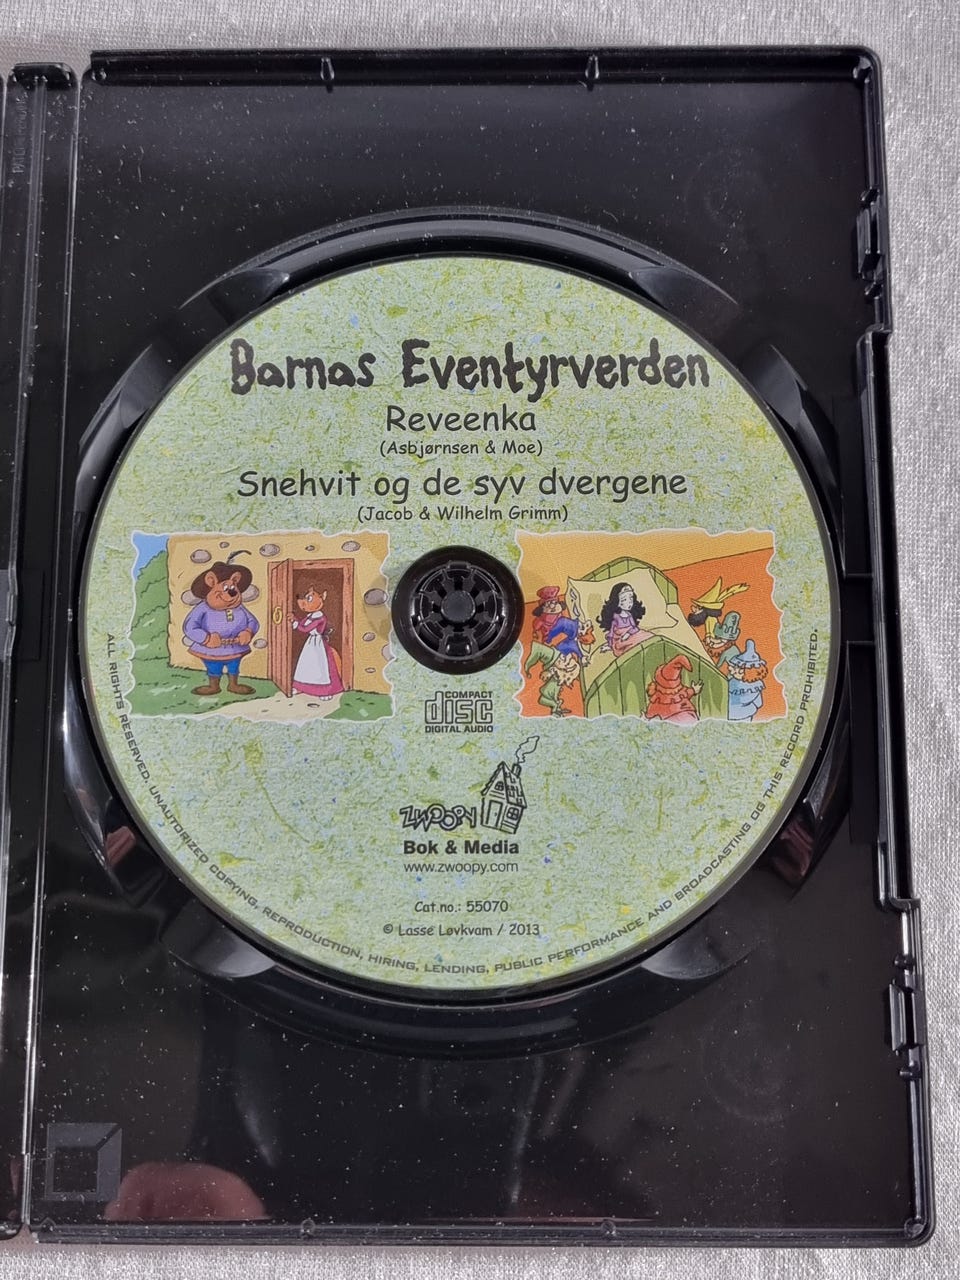 Barnas Eventyrverden
Reveenka
(Asbjørnsen & Moe)
Snehvit og de syv dvergene
(Jacob & Wilhelm Grimm)
COMPACT
disc
DIGITAL AUDIO
ZWOOPY
Bok & Media
www.zwoopy.com
Cat.no.: 55070
© Lasse Løvkvam / 2013
ALL RIGHTS RESERVED. UNAUTORIZED COPYING, REPRODUCTION, HIRING, LENDING, PUBLIC PERFORMANCE AND BROADCASTING OG THIS RECORD PROHIBITED.